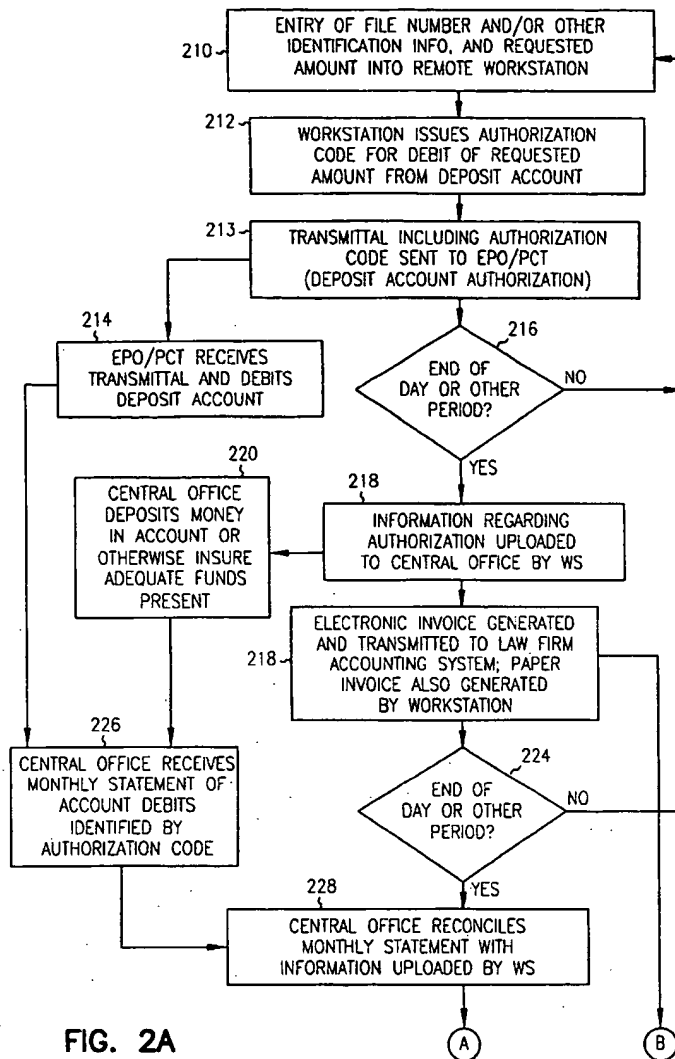 210
ENTRY OF FILE NUMBER AND/OR OTHER
IDENTIFICATION INFO, AND REQUESTED
AMOUNT INTO REMOTE WORKSTATION
212
WORKSTATION ISSUES AUTHORIZATION
CODE FOR DEBIT OF REQUESTED
AMOUNT FROM DEPOSIT ACCOUNT
213
TRANSMITTAL INCLUDING AUTHORIZATION
CODE SENT TO EPO/PCT
(DEPOSIT ACCOUNT AUTHORIZATION)
214
EPO/PCT RECEIVES
TRANSMITTAL AND DEBITS
DEPOSIT ACCOUNT
216
END OF
DAY OR OTHER
PERIOD?
NO
YES
220
CENTRAL OFFICE
DEPOSITS MONEY
IN ACCOUNT OR
OTHERWISE INSURE
ADEQUATE FUNDS
PRESENT
218
INFORMATION REGARDING
AUTHORIZATION UPLOADED
TO CENTRAL OFFICE BY WS
218
ELECTRONIC INVOICE GENERATED
AND TRANSMITTED TO LAW FIRM
ACCOUNTING SYSTEM; PAPER
INVOICE ALSO GENERATED
BY WORKSTATION
226
CENTRAL OFFICE RECEIVES
MONTHLY STATEMENT OF
ACCOUNT DEBITS
IDENTIFIED BY
AUTHORIZATION CODE
224
END OF
DAY OR OTHER
PERIOD?
NO
YES
228
CENTRAL OFFICE RECONCILES
MONTHLY STATEMENT WITH
INFORMATION UPLOADED BY WS
A
B
FIG. 2A